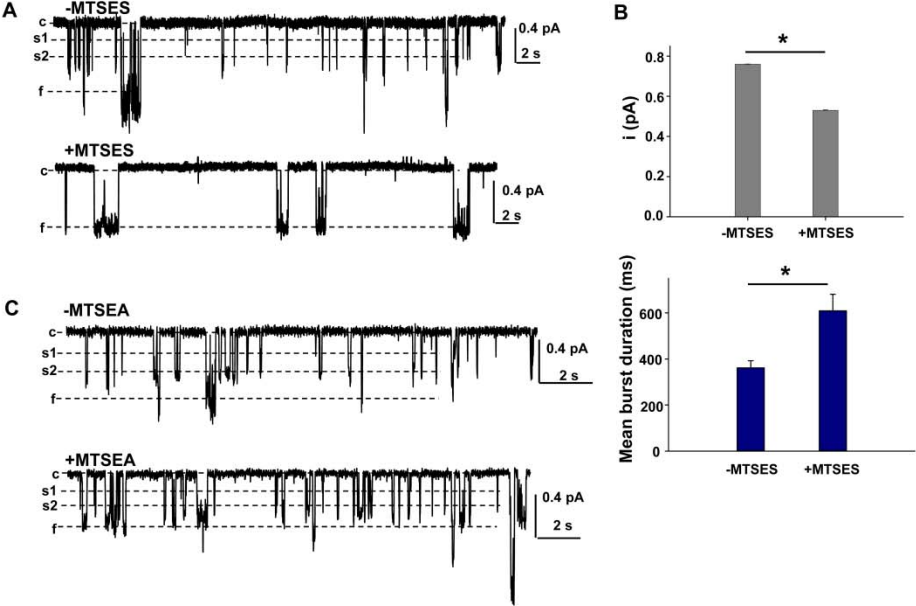 A
-MTSES
c
s1
s2
f
0.4 pA
2 s
+MTSES
c
f
0.4 pA
2 s
B
*
i (pA)
0.8
0.6
0.4
0.2
0.0
-MTSES +MTSES
*
Mean burst duration (ms)
600
400
200
0
-MTSES +MTSES
C
-MTSEA
c
s1
s2
f
0.4 pA
2 s
+MTSEA
c
s1
s2
f
0.4 pA
2 s